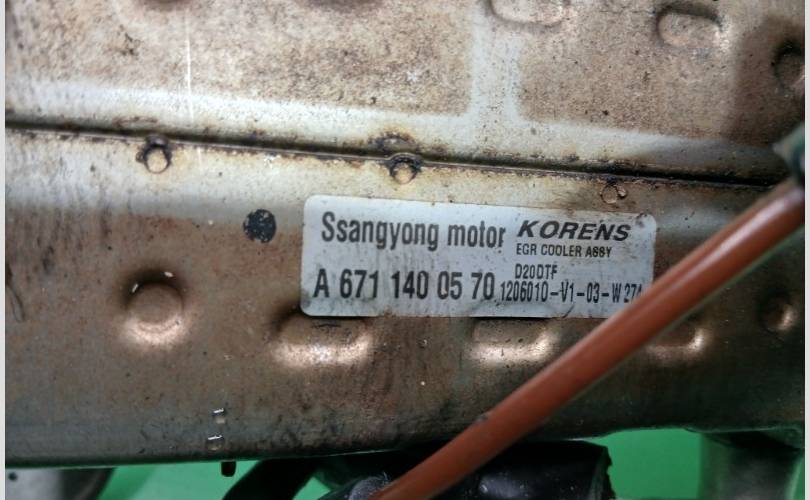 Ssangyong motor KORENS
EGR COOLER ASSY
D20DTF
A 671 140 05 70 1206010-V1-03-W